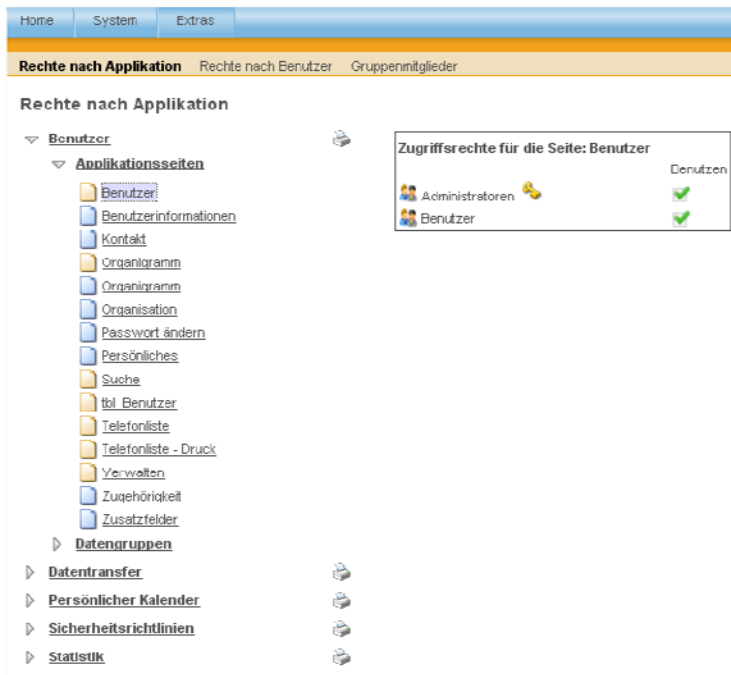 Home System Extras
Rechte nach Applikation Rechte nach Benutzer Gruppenmitglieder
Rechte nach Applikation
Benutzer
Applikationsseiten
Benutzer
Benutzerinformationen
Kontakt
Organigramm
Organigramm
Organisation
Passwort ändern
Persönliches
Suche
tbl_Benutzer
Telefonliste
Telefonliste - Druck
Verwalten
Zugehörigkeit
Zusatzfelder
Datengruppen
Datentransfer
Persönlicher Kalender
Sicherheitsrichtlinien
Statistik
Zugriffsrechte für die Seite: Benutzer
Benutzen
Administratoren
Benutzer